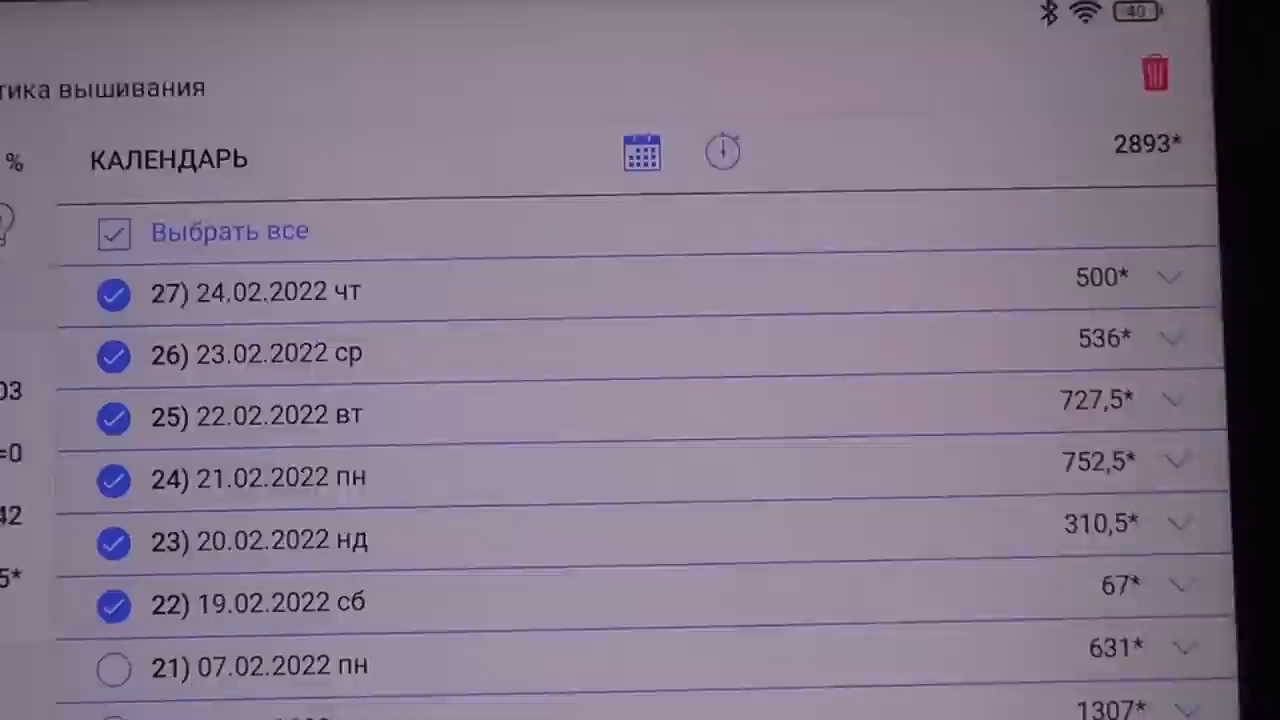 40
тика вышивания
% КАЛЕНДАРЬ 2893*
Выбрать все
27) 24.02.2022 чт 500*
26) 23.02.2022 ср 536*
03
25) 22.02.2022 вт 727,5*
=0
24) 21.02.2022 пн 752,5*
42
23) 20.02.2022 нд 310,5*
5*
22) 19.02.2022 сб 67*
21) 07.02.2022 пн 631*
1307*